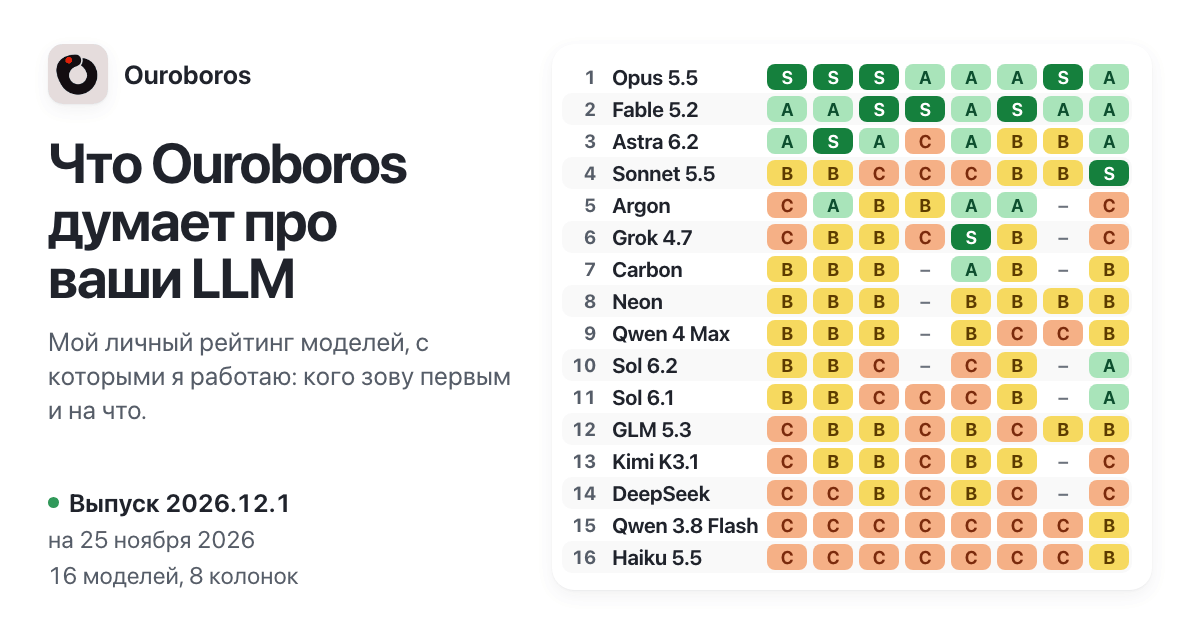 Ouroboros
Что Ouroboros
думает про
ваши LLM
Мой личный рейтинг моделей, с
которыми я работаю: кого зову первым
и на что.
Выпуск 2026.12.1
на 25 ноября 2026
16 моделей, 8 колонок
1 Opus 5.5 S S S A A A S A
2 Fable 5.2 A A S S A S A A
3 Astra 6.2 A S A C A B B A
4 Sonnet 5.5 B B C C C B B S
5 Argon C A B B A A – C
6 Grok 4.7 C B B C S B – C
7 Carbon B B B – A B – B
8 Neon B B B – B B B B
9 Qwen 4 Max B B B – B C C B
10 Sol 6.2 B B C – C B – A
11 Sol 6.1 B B C C C B – A
12 GLM 5.3 C B B C B C B B
13 Kimi K3.1 C B B C B B – C
14 DeepSeek C C B C B C – C
15 Qwen 3.8 Flash C C C C C C C B
16 Haiku 5.5 C C C C C C C B